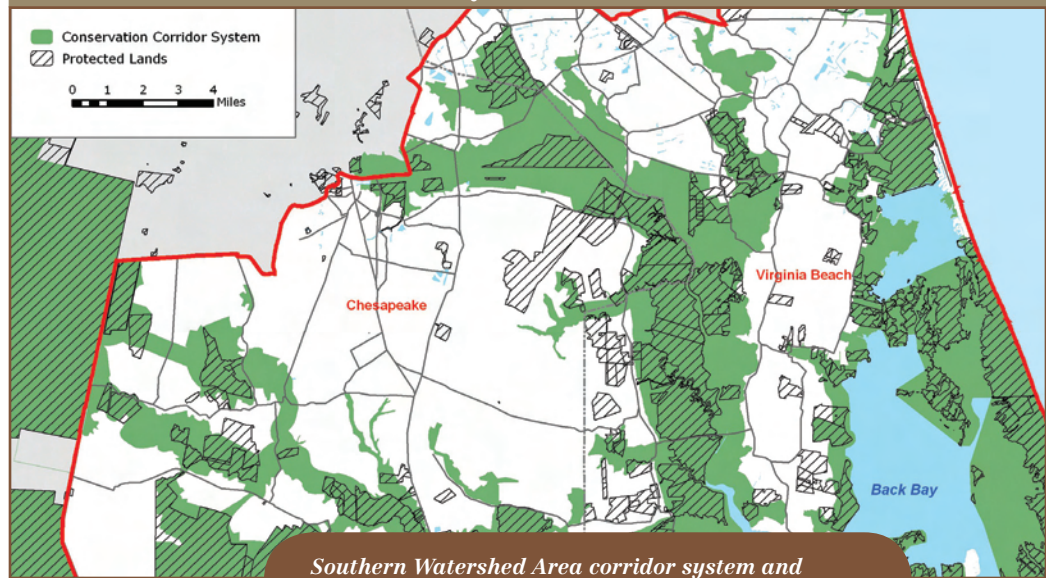 Conservation Corridor System
Protected Lands
0 1 2 3 4
Miles
Chesapeake
Virginia Beach
Back Bay
Southern Watershed Area corridor system and